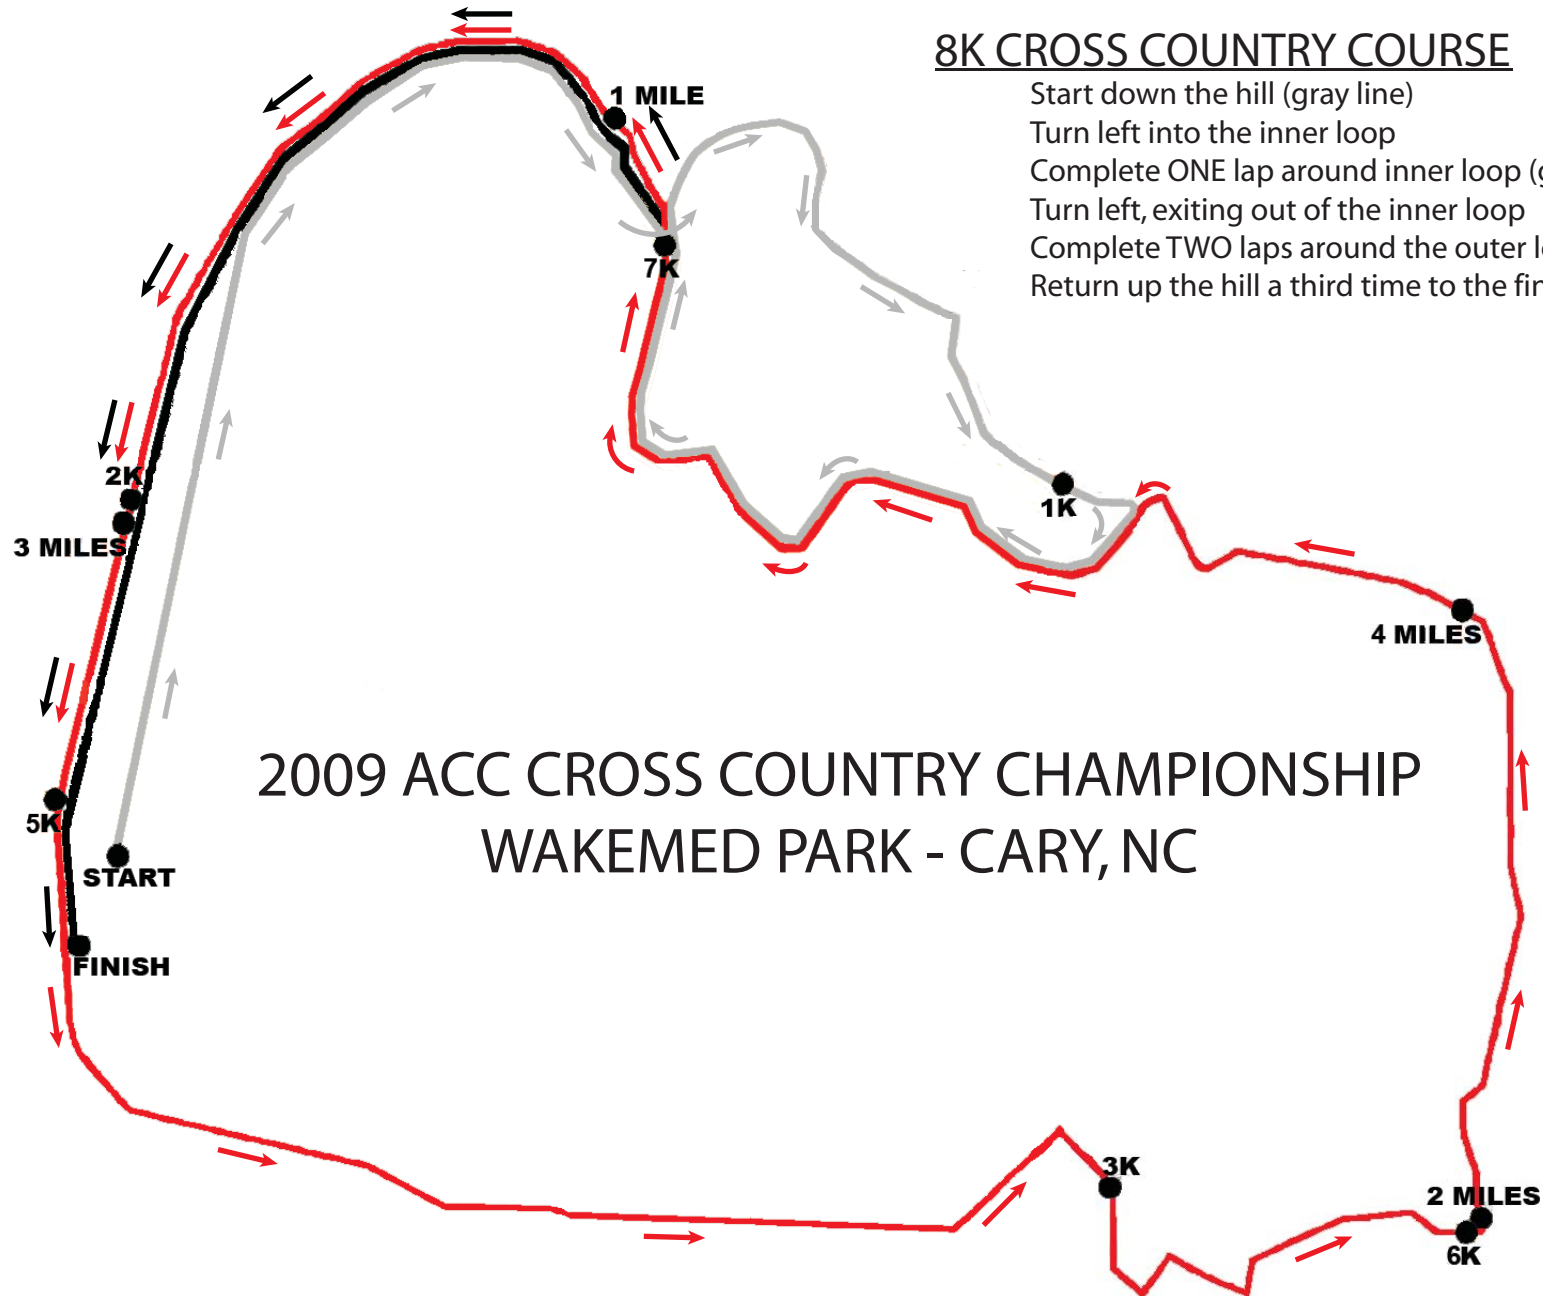 8K CROSS COUNTRY COURSE
Start down the hill (gray line)
Turn left into the inner loop
Complete ONE lap around inner loop (g
Turn left, exiting out of the inner loop
Complete TWO laps around the outer l
Return up the hill a third time to the fin
1 MILE
7K
2K
3 MILES
1K
4 MILES
5K
START
FINISH
2009 ACC CROSS COUNTRY CHAMPIONSHIP
WAKEMED PARK - CARY, NC
3K
2 MILES
6K